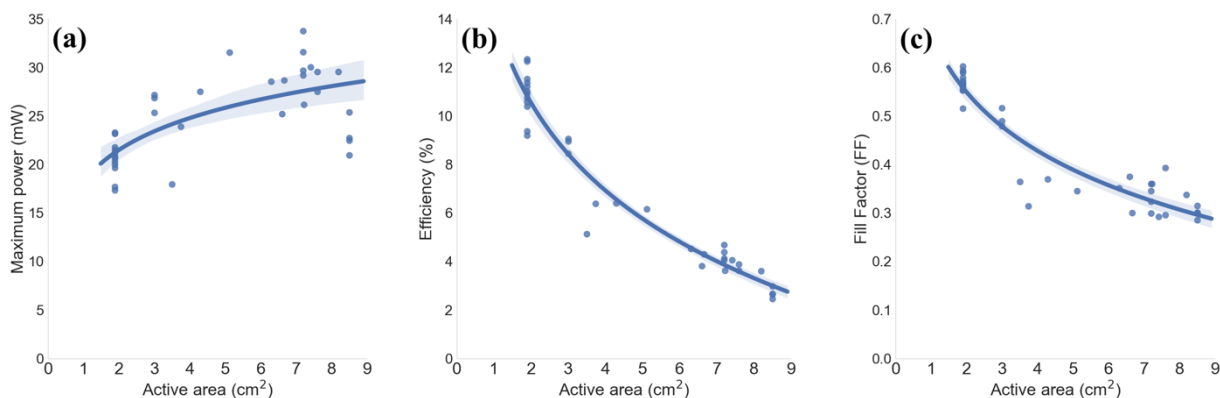 (a)
Maximum power (mW)
35
30
25
20
15
10
5
0
0 1 2 3 4 5 6 7 8 9
Active area (cm²)
(b)
Efficiency (%)
14
12
10
8
6
4
2
0
0 1 2 3 4 5 6 7 8 9
Active area (cm²)
(c)
Fill Factor (FF)
0.7
0.6
0.5
0.4
0.3
0.2
0.1
0.0
0 1 2 3 4 5 6 7 8 9
Active area (cm²)